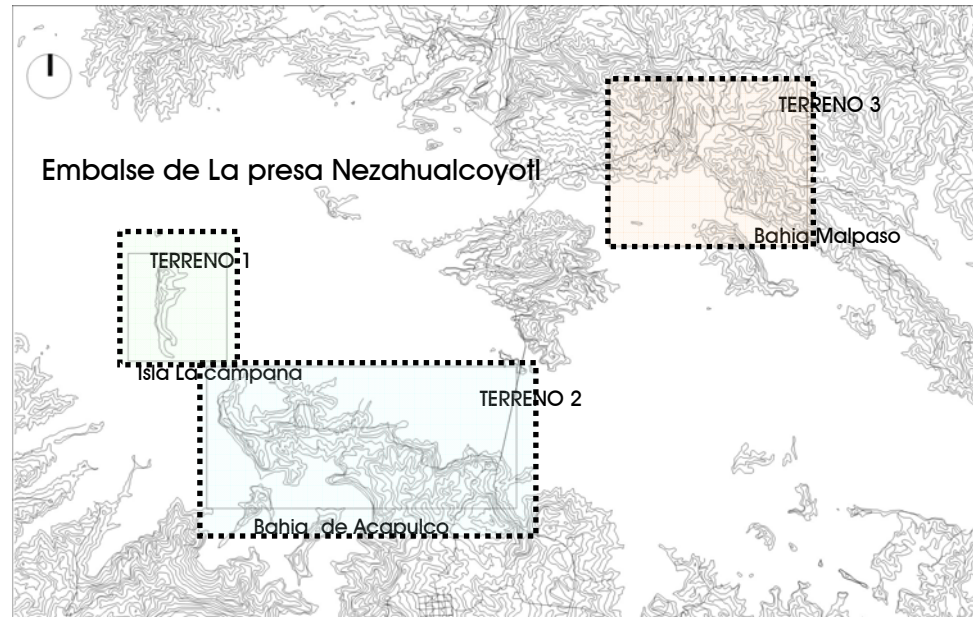 TERRENO 3
Embalse de La presa Nezahualcoyotl
Bahia Malpaso
TERRENO 1
Isla La campana
TERRENO 2
Bahia de Acapulco